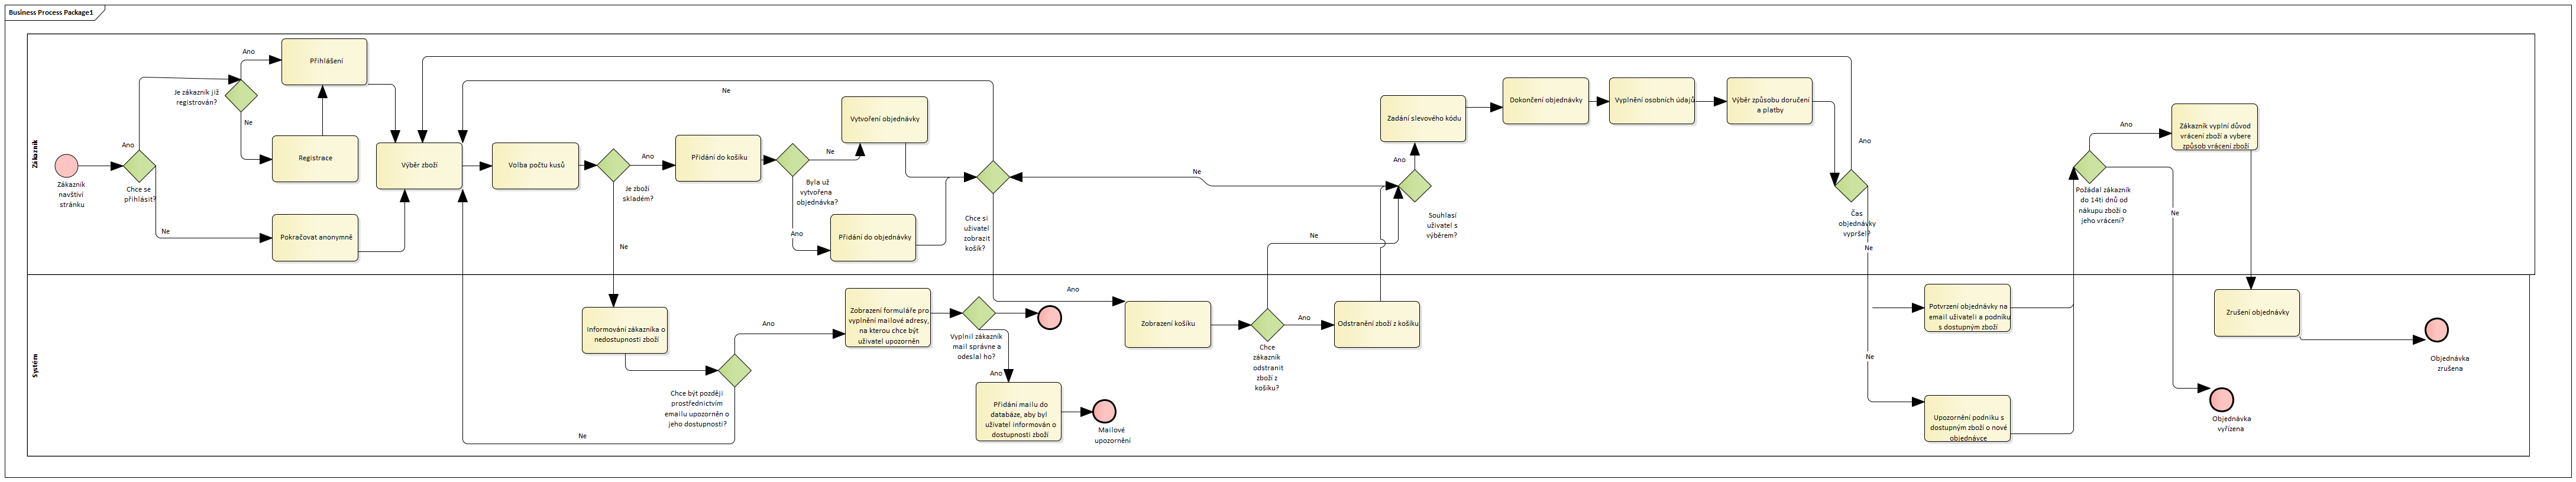 Business Process Package1
Zákazník
Zákazník
navštíví
stránku
Chce se
přihlásit?
Ano
Ne
Je zákazník již
registrován?
Ano
Ne
Přihlášení
Registrace
Pokračovat anonymně
Výběr zboží
Volba počtu kusů
Je zboží
skladém?
Ano
Ne
Přidání do košíku
Byla už
vytvořena
objednávka?
Ne
Ano
Vytvoření objednávky
Přidání do objednávky
Ne
Chce si
uživatel
zobrazit
košík?
Ne
Souhlasí
uživatel s
výběrem?
Ano
Ne
Zadání slevového kódu
Dokončení objednávky
Vyplnění osobních údajů
Výběr způsobu doručení
a platby
Ano
Čas
objednávky
vypršel?
Ne
Požádal zákazník
do 14ti dnů od
nákupu zboží o
jeho vrácení?
Ano
Ne
Zákazník vyplní důvod
vrácení zboží a vybere
způsob vrácení zboží
Systém
Informování zákazníka o
nedostupnosti zboží
Chce být později
prostřednictvím
emailu upozorněn o
jeho dostupnosti?
Ano
Ne
Zobrazení formuláře pro
vyplnění mailové adresy,
na kterou chce být
uživatel upozorněn
Vyplnil zákazník
mail správne a
odeslal ho?
Ano
Přidání mailu do
databáze, aby byl
uživatel informován o
dostupnosti zboží
Mailové
upozornění
Ano
Zobrazení košíku
Chce
zákazník
odstranit
zboží z
košíku?
Ano
Odstranění zboží z košíku
Ne
Potvrzení objednávky na
email uživateli a podniku
s dostupným zboží
Upozornění podniku s
dostupným zboží o nové
objednávce
Zrušení objednávky
Objednávka
zrušena
Objednávka
vyřízena